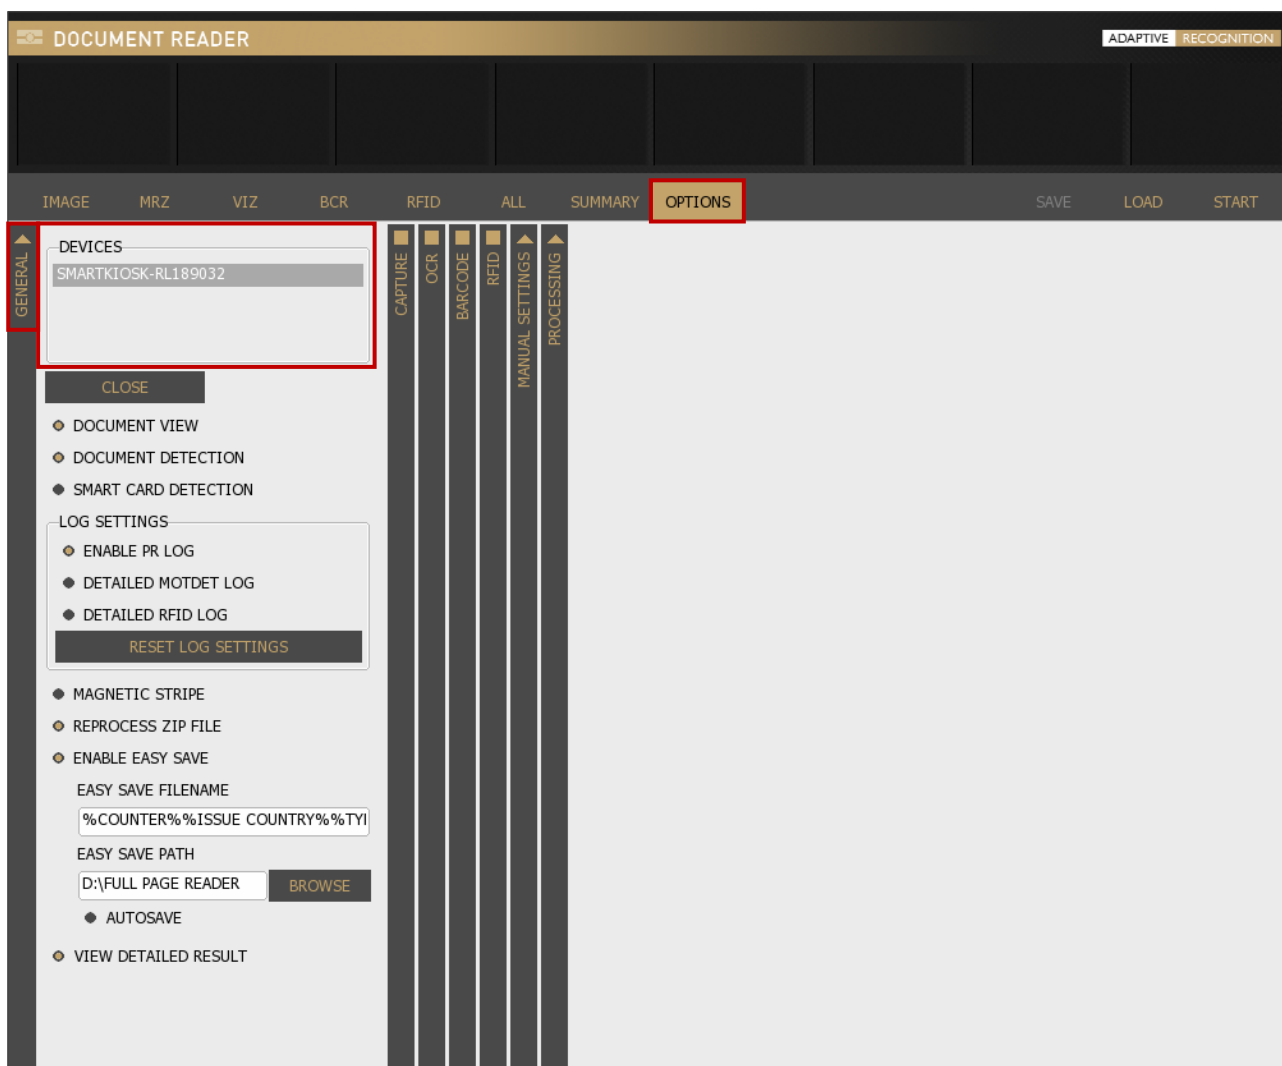 DOCUMENT READER
ADAPTIVE RECOGNITION
IMAGE MRZ VIZ BCR RFID ALL SUMMARY OPTIONS SAVE LOAD START
GENERAL
DEVICES
SMARTKIOSK-RL189032
CLOSE
DOCUMENT VIEW
DOCUMENT DETECTION
SMART CARD DETECTION
LOG SETTINGS
ENABLE PR LOG
DETAILED MOTDET LOG
DETAILED RFID LOG
RESET LOG SETTINGS
MAGNETIC STRIPE
REPROCESS ZIP FILE
ENABLE EASY SAVE
EASY SAVE FILENAME
%COUNTER%%ISSUE COUNTRY%%TYI
EASY SAVE PATH
D:\FULL PAGE READER BROWSE
AUTOSAVE
VIEW DETAILED RESULT
CAPTURE
OCR
BARCODE
RFID
MANUAL SETTINGS
PROCESSING